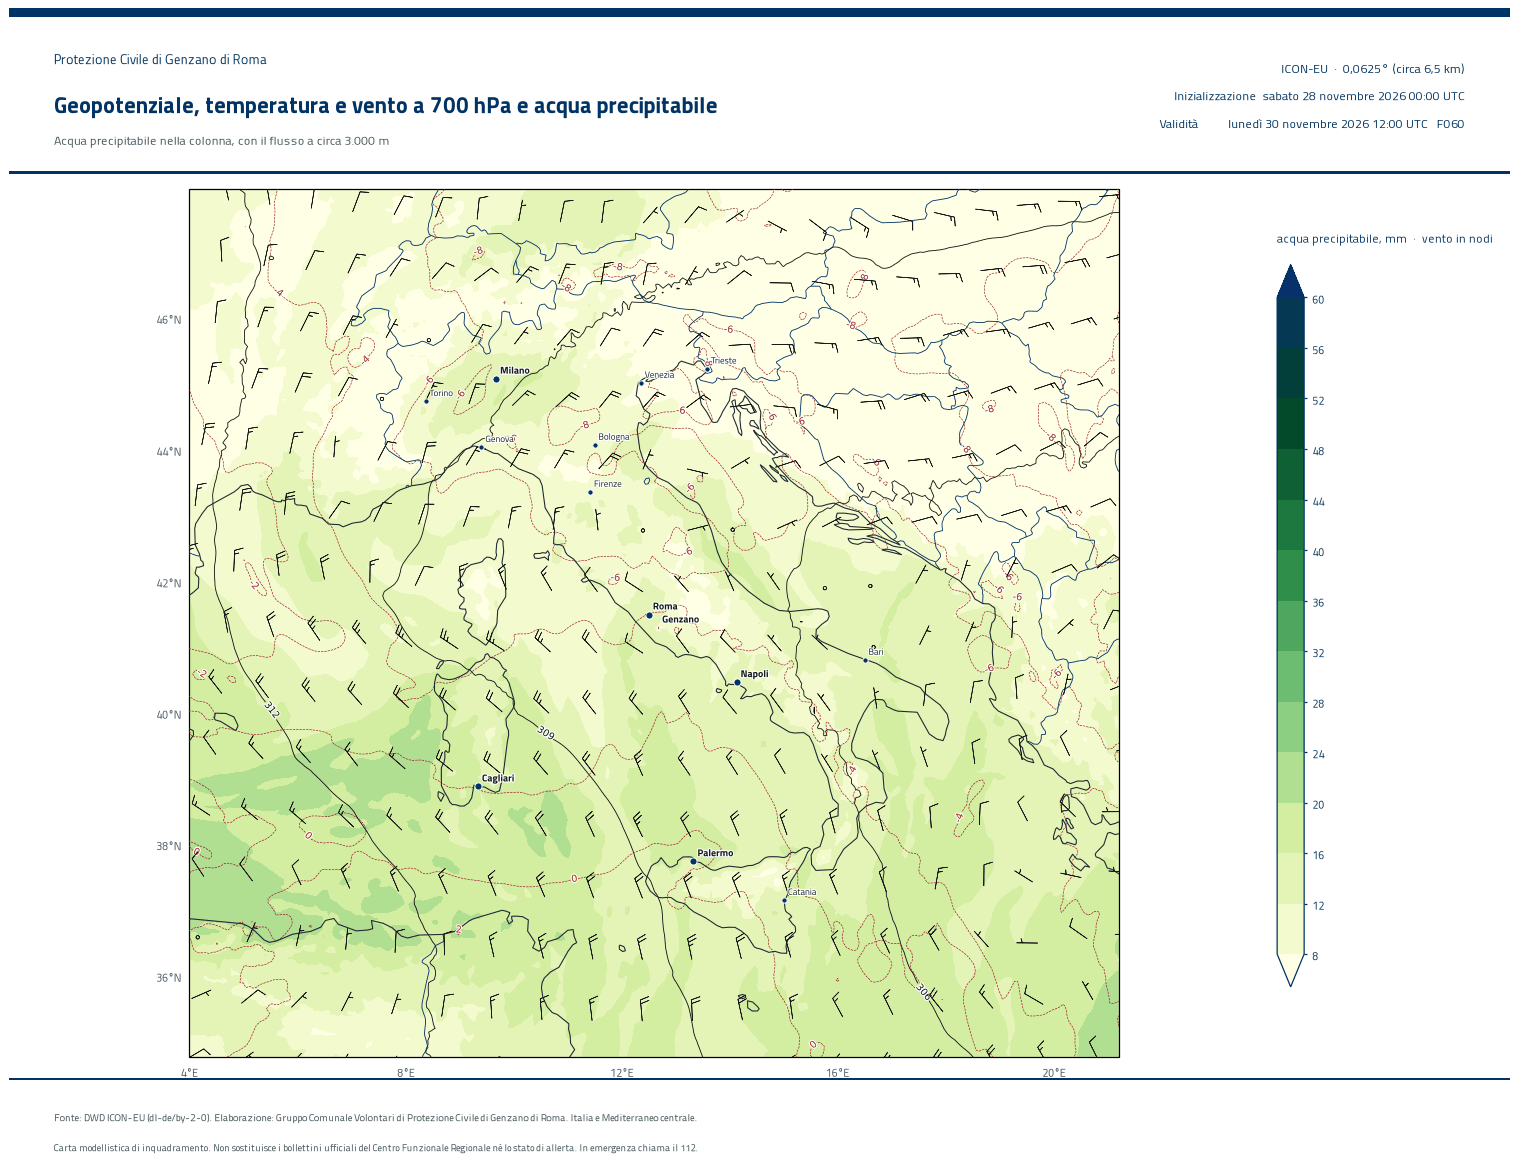 Protezione Civile di Genzano di Roma
Geopotenziale, temperatura e vento a 700 hPa e acqua precipitabile
Acqua precipitabile nella colonna, con il flusso a circa 3.000 m
ICON-EU · 0,0625° (circa 6,5 km)
Inizializzazione sabato 28 novembre 2026 00:00 UTC
Validità lunedì 30 novembre 2026 12:00 UTC F060
acqua precipitabile, mm · vento in nodi
60
56
52
48
44
40
36
32
28
24
20
16
12
8
46°N
44°N
42°N
40°N
38°N
36°N
4°E
8°E
12°E
16°E
20°E
Milano
Torino
Venezia
Trieste
Genova
Bologna
Firenze
Roma
Genzano
Napoli
Bari
Cagliari
Palermo
Catania
312
309
306
Fonte: DWD ICON-EU (dl-de/by-2-0). Elaborazione: Gruppo Comunale Volontari di Protezione Civile di Genzano di Roma. Italia e Mediterraneo centrale.
Carta modellistica di inquadramento. Non sostituisce i bollettini ufficiali del Centro Funzionale Regionale né lo stato di allerta. In emergenza chiama il 112.